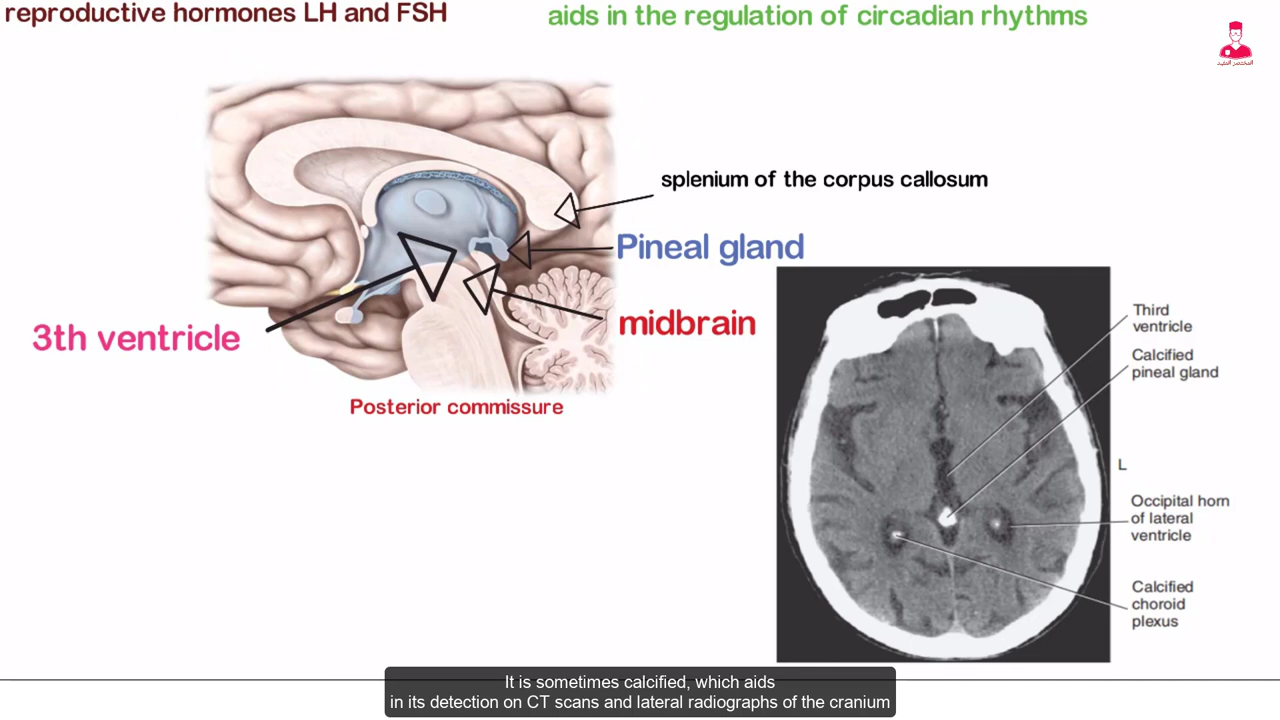 reproductive hormones LH and FSH
aids in the regulation of circadian rhythms
المختصر المفيد
splenium of the corpus callosum
Pineal gland
midbrain
3th ventricle
Posterior commissure
Third
ventricle
Calcified
pineal gland
L
Occipital horn
of lateral
ventricle
Calcified
choroid
plexus
It is sometimes calcified, which aids
in its detection on CT scans and lateral radiographs of the cranium